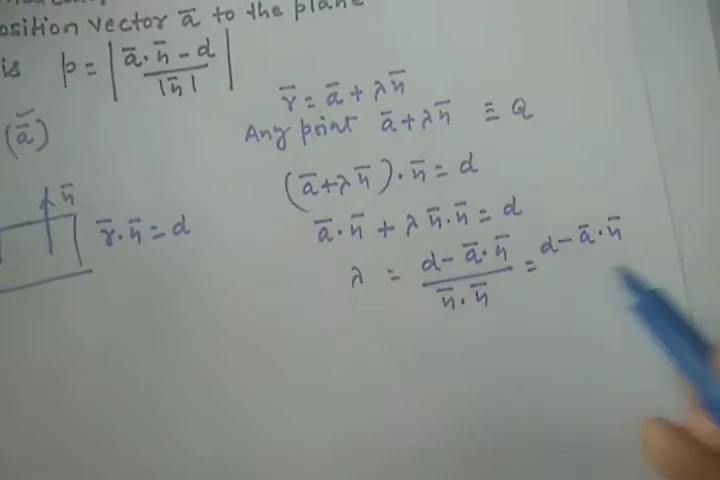 osition vector a̅ to the plane
is p = | (a̅·n̅ - d) / |n̅| |
(a̅)
n̅
r̅·n̅ = d
r̅ = a̅ + λn̅
Any point a̅ + λn̅ ≡ Q
(a̅ + λn̅)·n̅ = d
a̅·n̅ + λ n̅·n̅ = d
λ = (d - a̅·n̅) / (n̅·n̅) = d - a̅·n̅